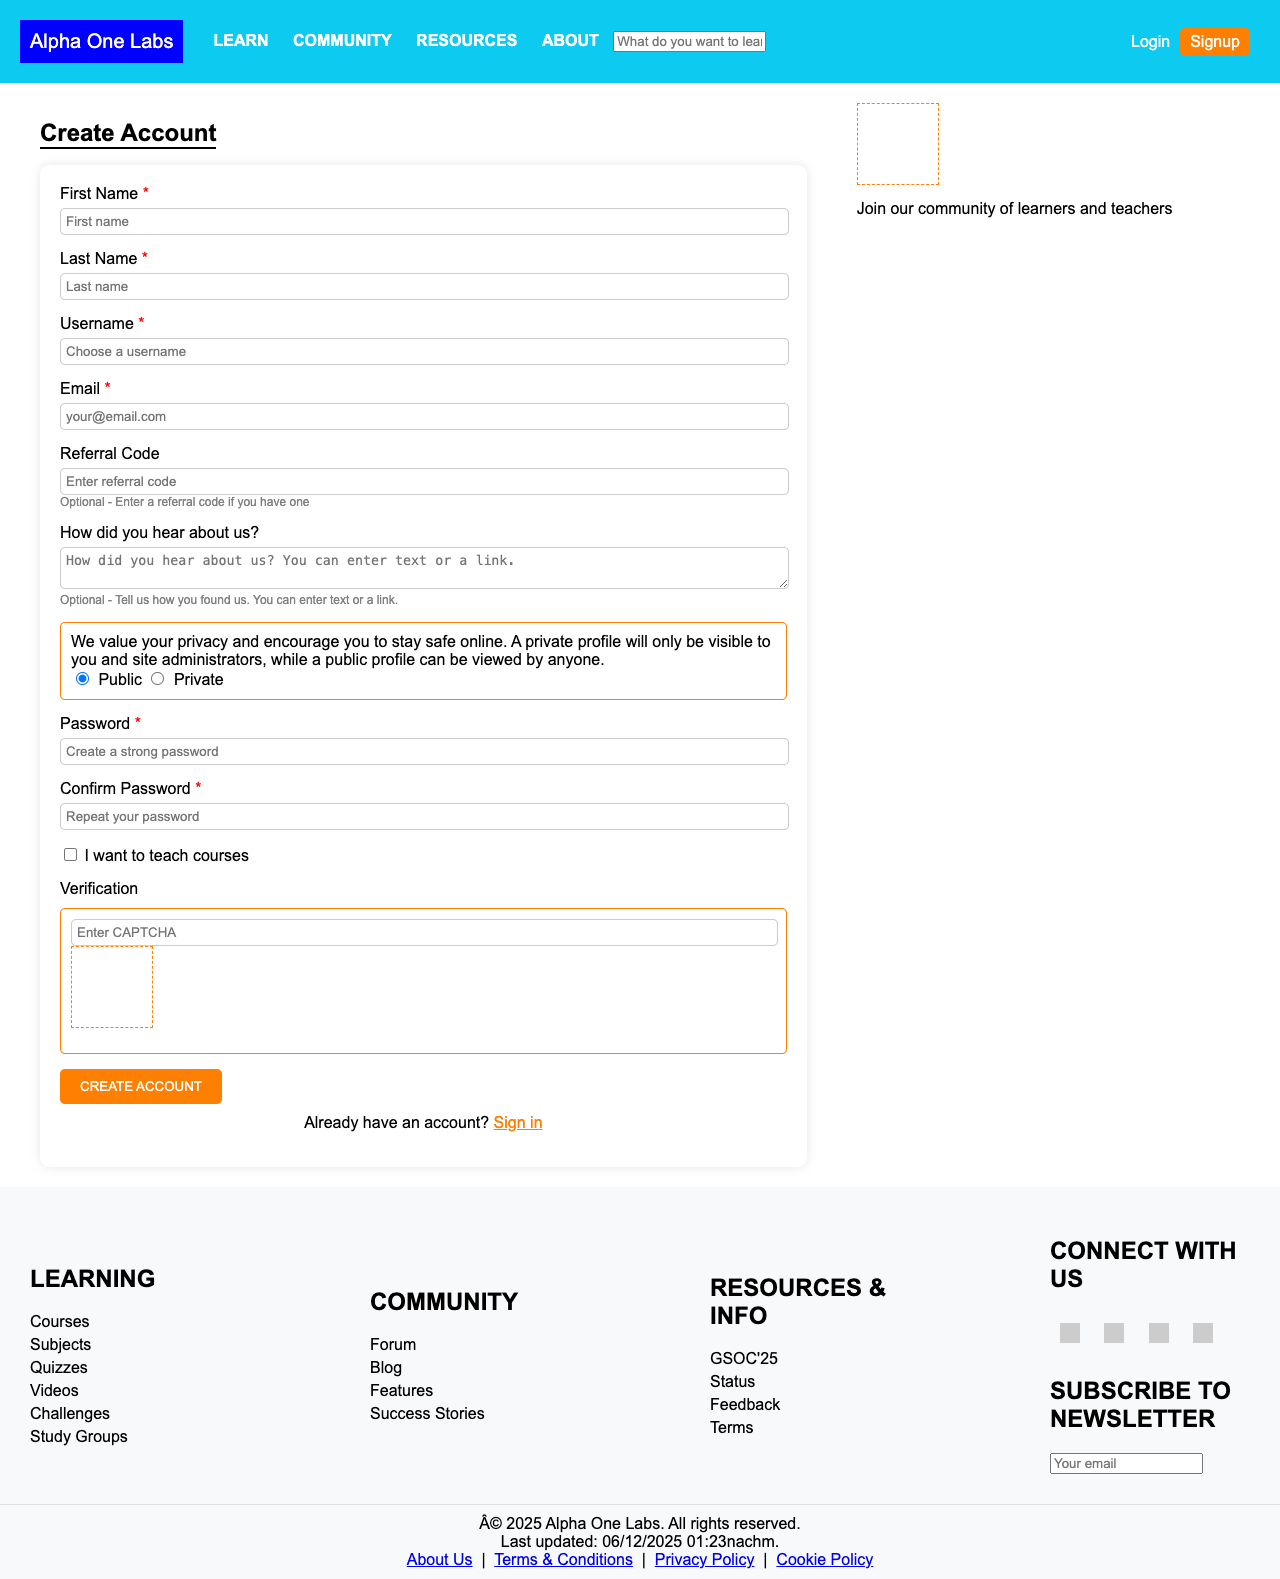 Alpha One Labs
LEARN COMMUNITY RESOURCES ABOUT What do you want to lear Login Signup
Create Account
Join our community of learners and teachers
First Name *
First name
Last Name *
Last name
Username *
Choose a username
Email *
your@email.com
Referral Code
Enter referral code
Optional - Enter a referral code if you have one
How did you hear about us?
How did you hear about us? You can enter text or a link.
Optional - Tell us how you found us. You can enter text or a link.
We value your privacy and encourage you to stay safe online. A private profile will only be visible to
you and site administrators, while a public profile can be viewed by anyone.
Public Private
Password *
Create a strong password
Confirm Password *
Repeat your password
I want to teach courses
Verification
Enter CAPTCHA
CREATE ACCOUNT
Already have an account? Sign in
LEARNING
Courses
Subjects
Quizzes
Videos
Challenges
Study Groups
COMMUNITY
Forum
Blog
Features
Success Stories
RESOURCES &
INFO
GSOC'25
Status
Feedback
Terms
CONNECT WITH
US
SUBSCRIBE TO
NEWSLETTER
Your email
Â© 2025 Alpha One Labs. All rights reserved.
Last updated: 06/12/2025 01:23nachm.
About Us | Terms & Conditions | Privacy Policy | Cookie Policy